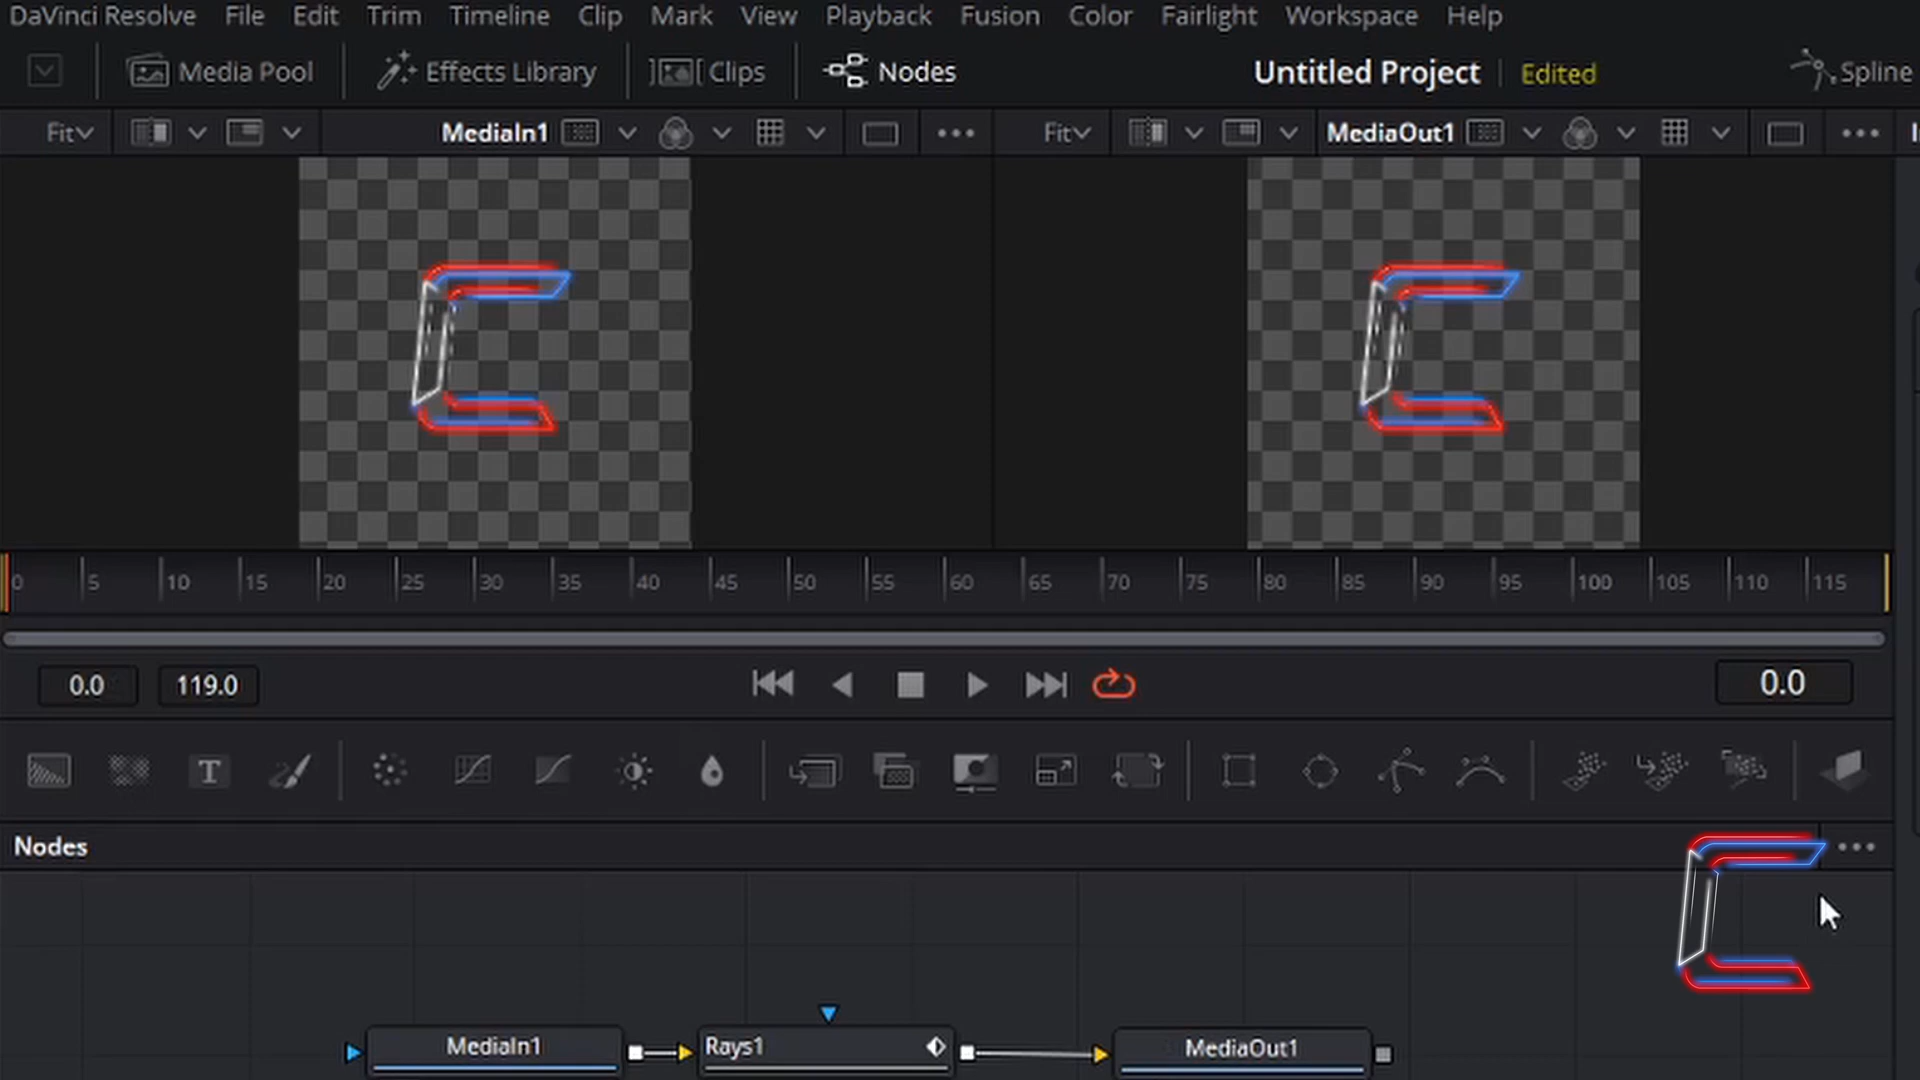 DaVinci Resolve File Edit Trim Timeline Clip Mark View Playback Fusion Color Fairlight Workspace Help
Media Pool Effects Library Clips Nodes Untitled Project Edited Spline
Fit MediaIn1 Fit MediaOut1
0 5 10 15 20 25 30 35 40 45 50 55 60 65 70 75 80 85 90 95 100 105 110 115
0.0 119.0 0.0
T
Nodes
MediaIn1 Rays1 MediaOut1